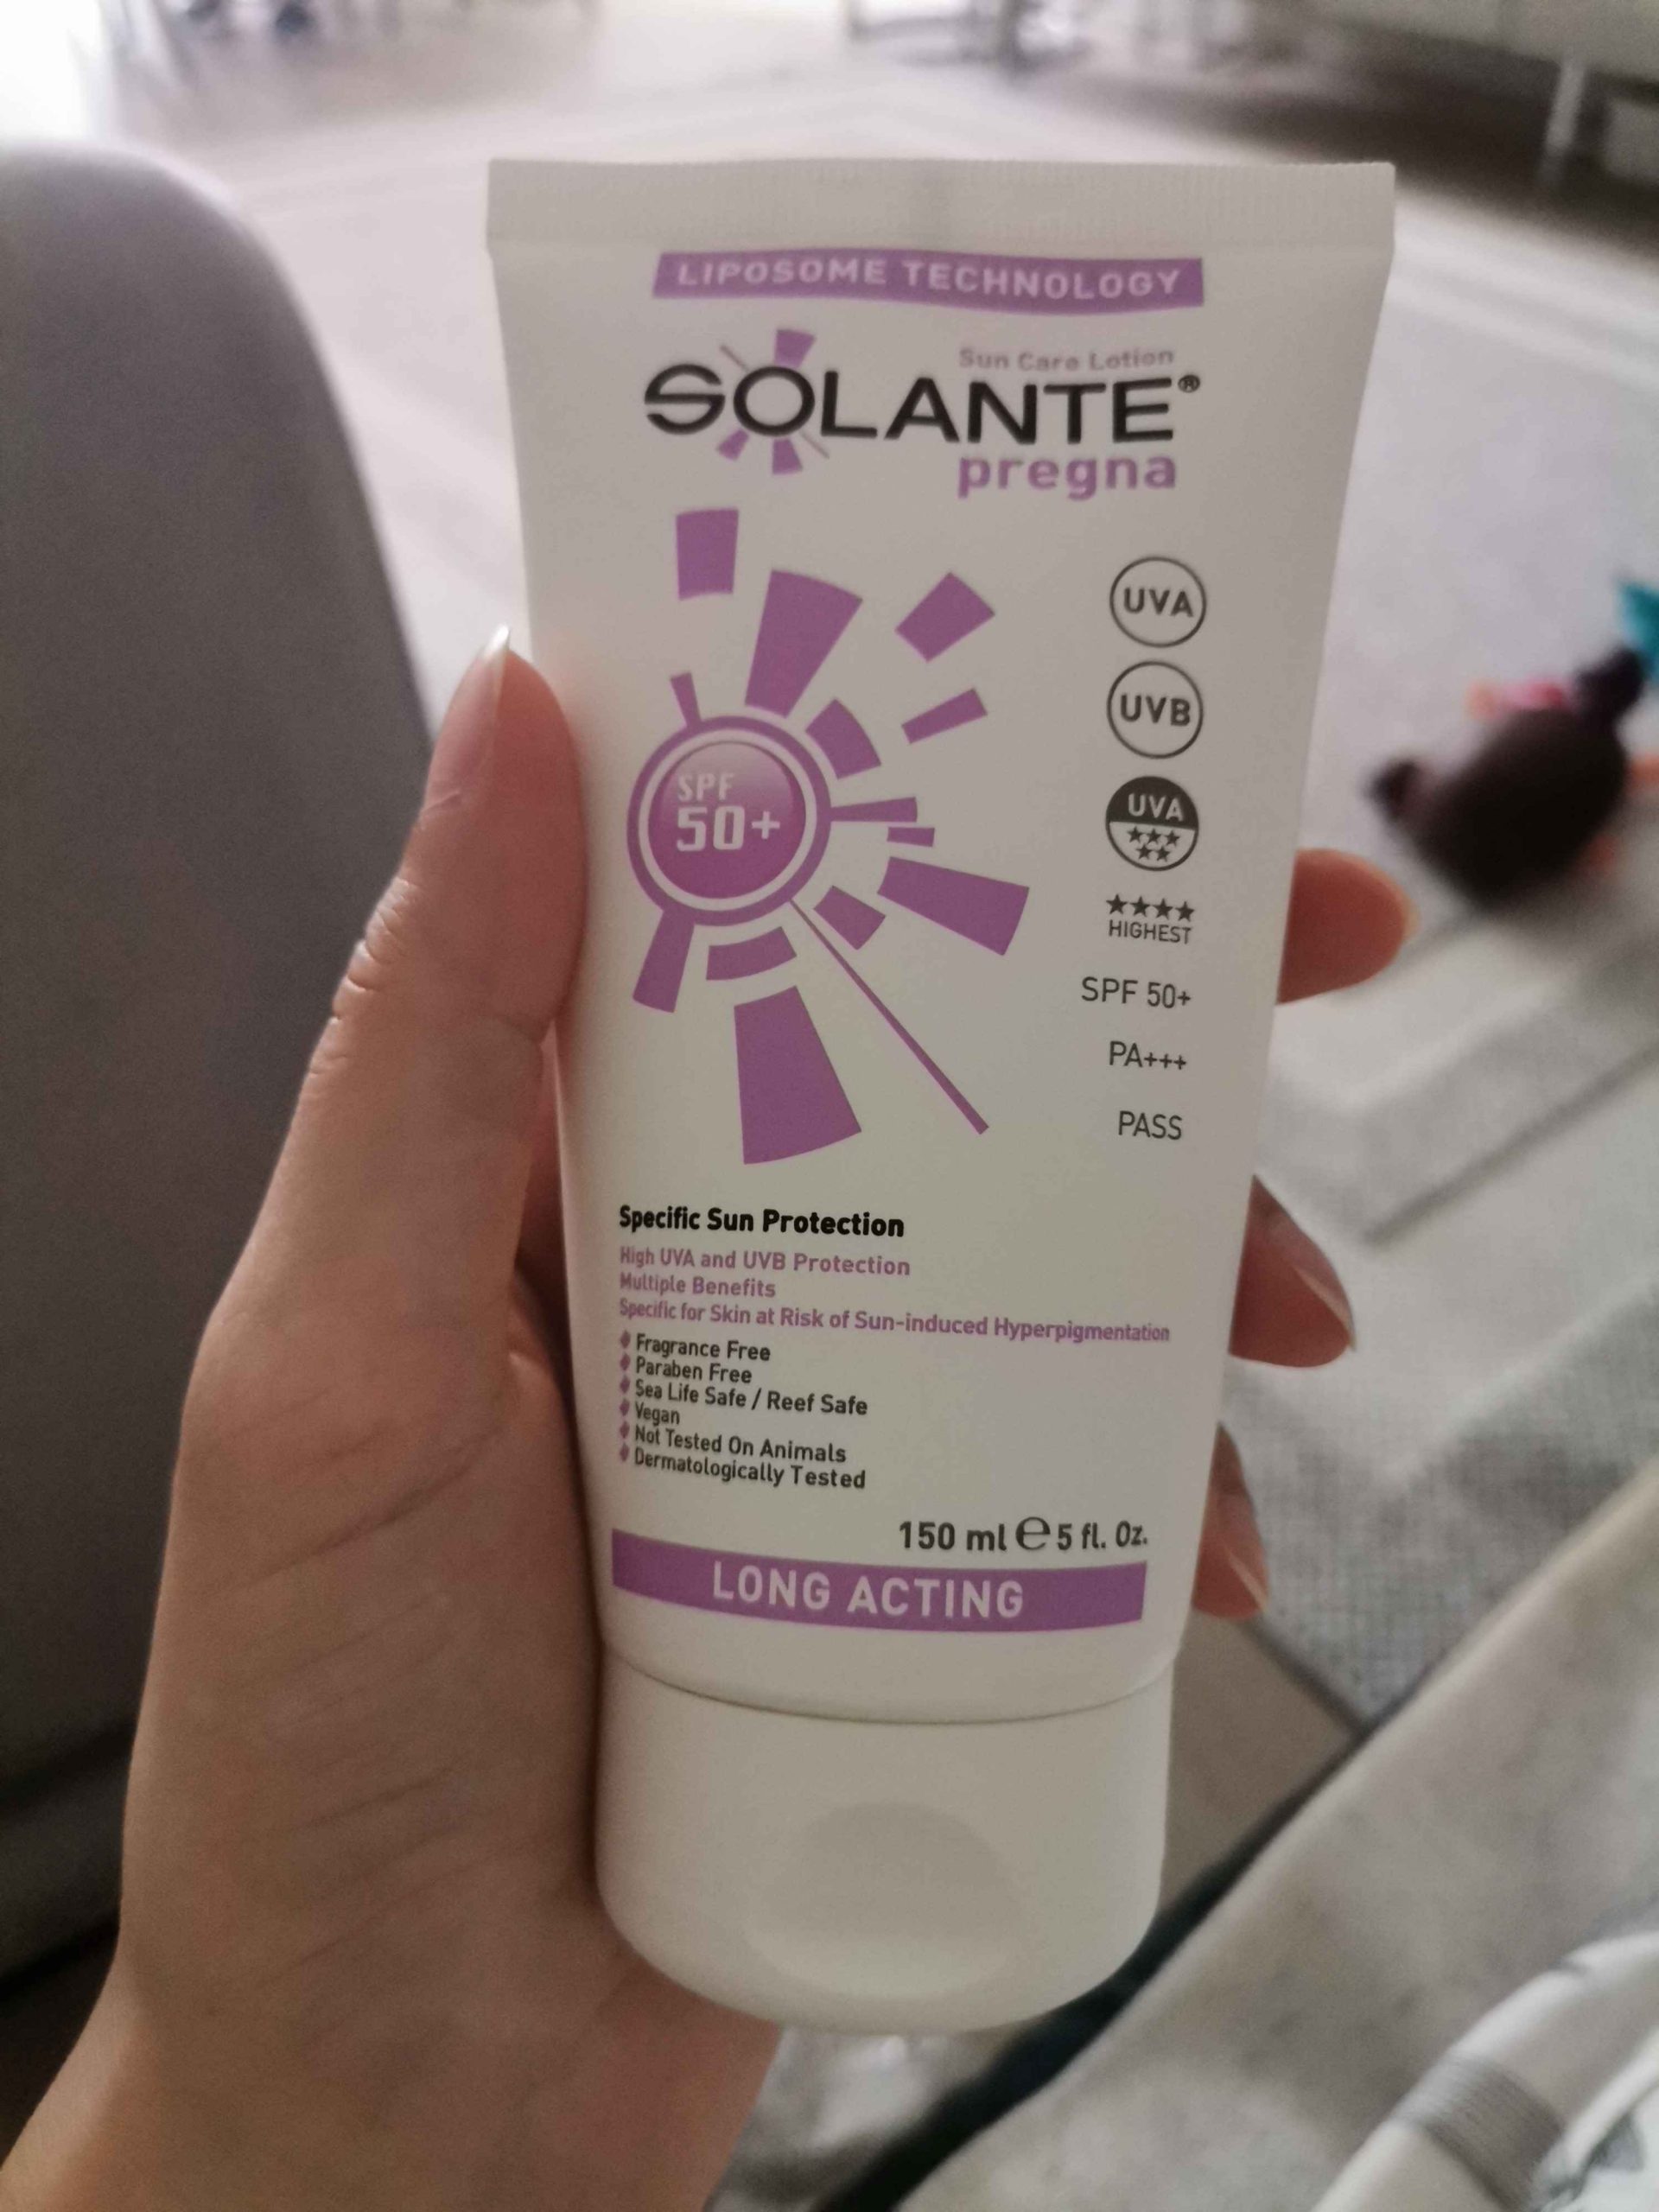 LIPOSOME TECHNOLOGY
Sun Care Lotion
SOLANTE®
pregna
UVA
UVB
SPF
50+
UVA
★★★
★★
★★★★
HIGHEST
SPF 50+
PA+++
PASS
Specific Sun Protection
High UVA and UVB Protection
Multiple Benefits
Specific for Skin at Risk of Sun-induced Hyperpigmentation
Fragrance Free
Paraben Free
Sea Life Safe / Reef Safe
Vegan
Not Tested On Animals
Dermatologically Tested
150 ml ℮ 5 fl. Oz.
LONG ACTING